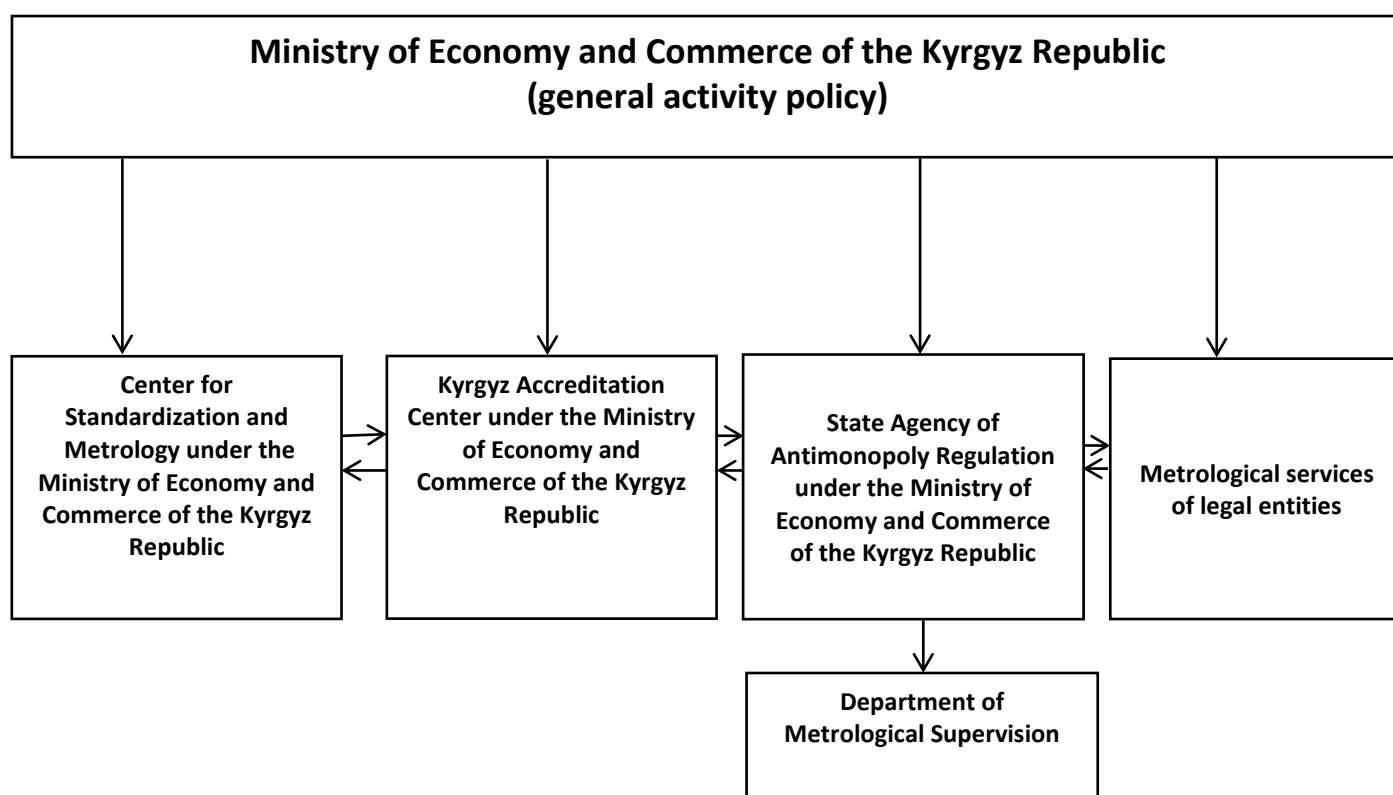 Ministry of Economy and Commerce of the Kyrgyz Republic
(general activity policy)
Center for
Standardization and
Metrology under the
Ministry of Economy and
Commerce of the Kyrgyz
Republic
Kyrgyz Accreditation
Center under the Ministry
of Economy and
Commerce of the Kyrgyz
Republic
State Agency of
Antimonopoly Regulation
under the Ministry of
Economy and Commerce
of the Kyrgyz Republic
Metrological services
of legal entities
Department of
Metrological Supervision